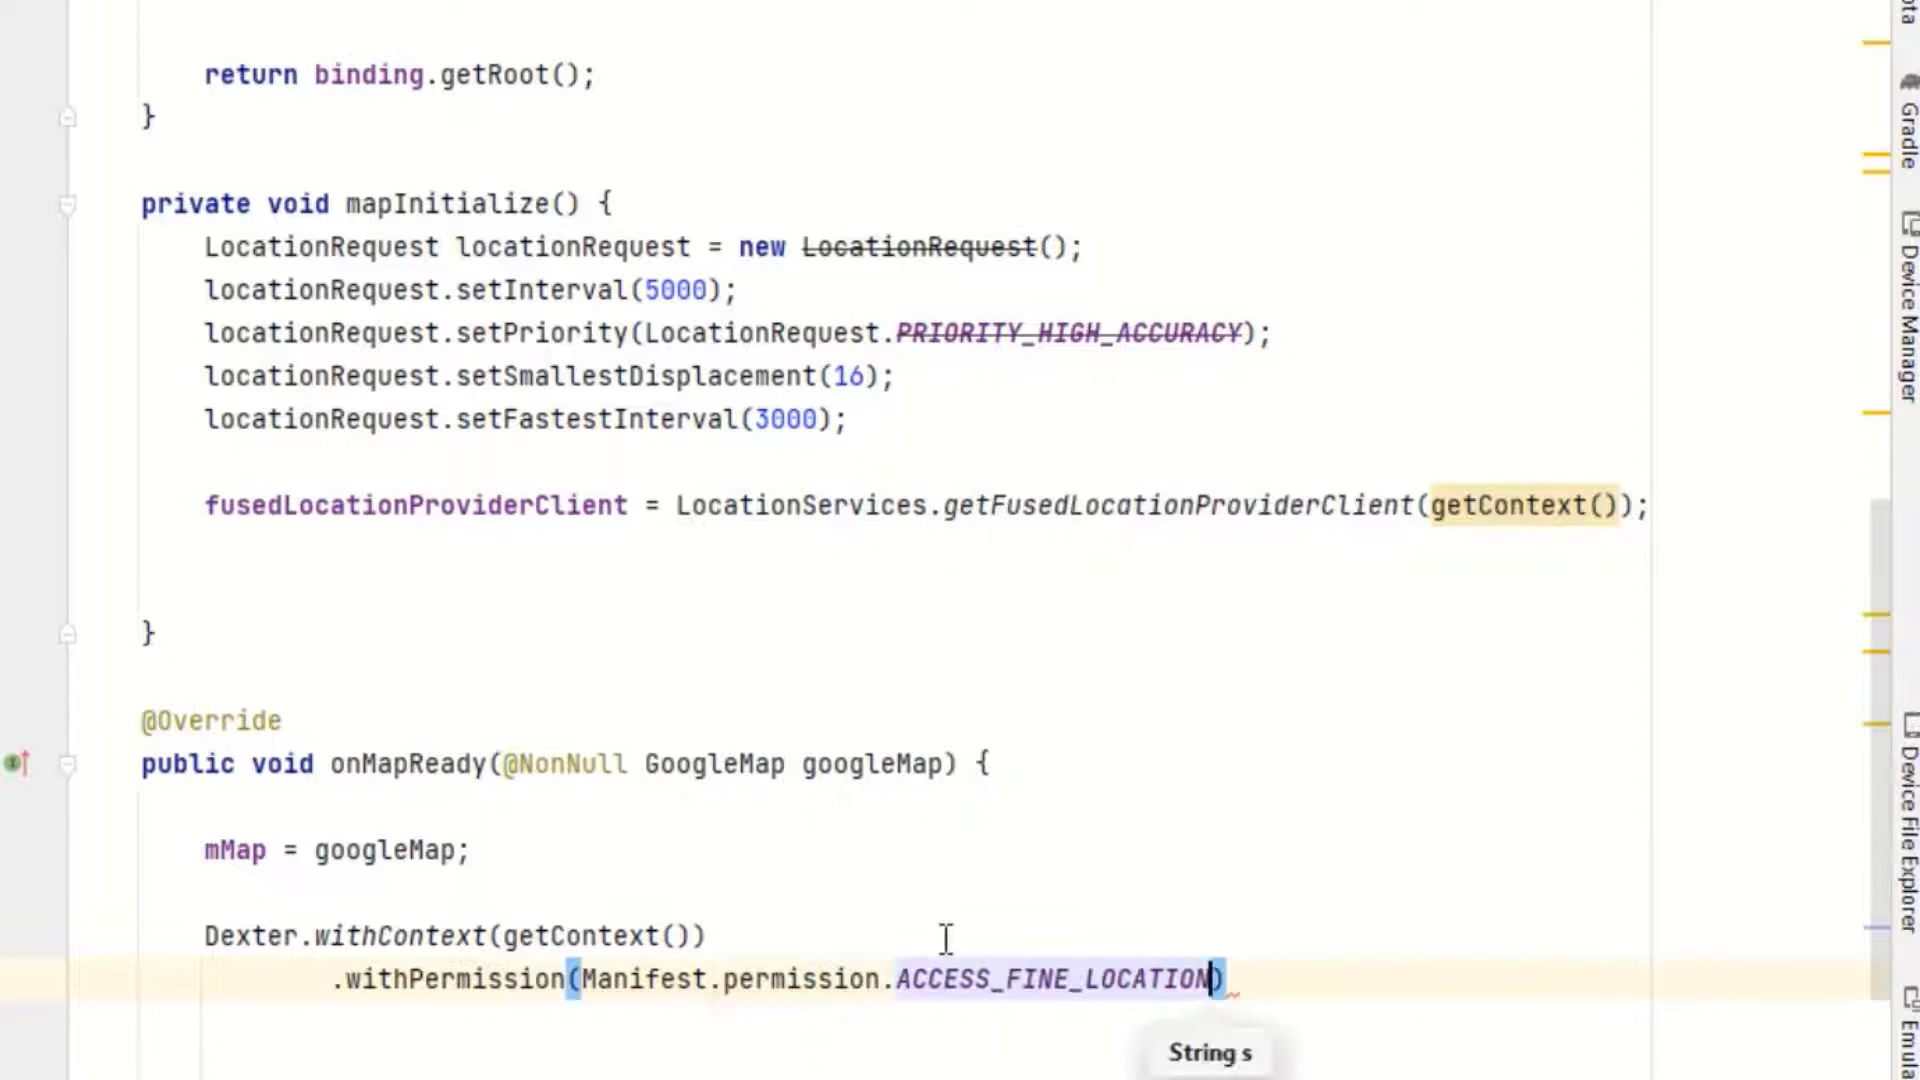 return binding.getRoot();
}
private void mapInitialize() {
LocationRequest locationRequest = new LocationRequest();
locationRequest.setInterval(5000);
locationRequest.setPriority(LocationRequest.PRIORITY_HIGH_ACCURACY);
locationRequest.setSmallestDisplacement(16);
locationRequest.setFastestInterval(3000);
fusedLocationProviderClient = LocationServices.getFusedLocationProviderClient(getContext());
}
@Override
public void onMapReady(@NonNull GoogleMap googleMap) {
mMap = googleMap;
Dexter.withContext(getContext())
.withPermission(Manifest.permission.ACCESS_FINE_LOCATION)
String s
Gradle
Device Manager
Device File Explorer